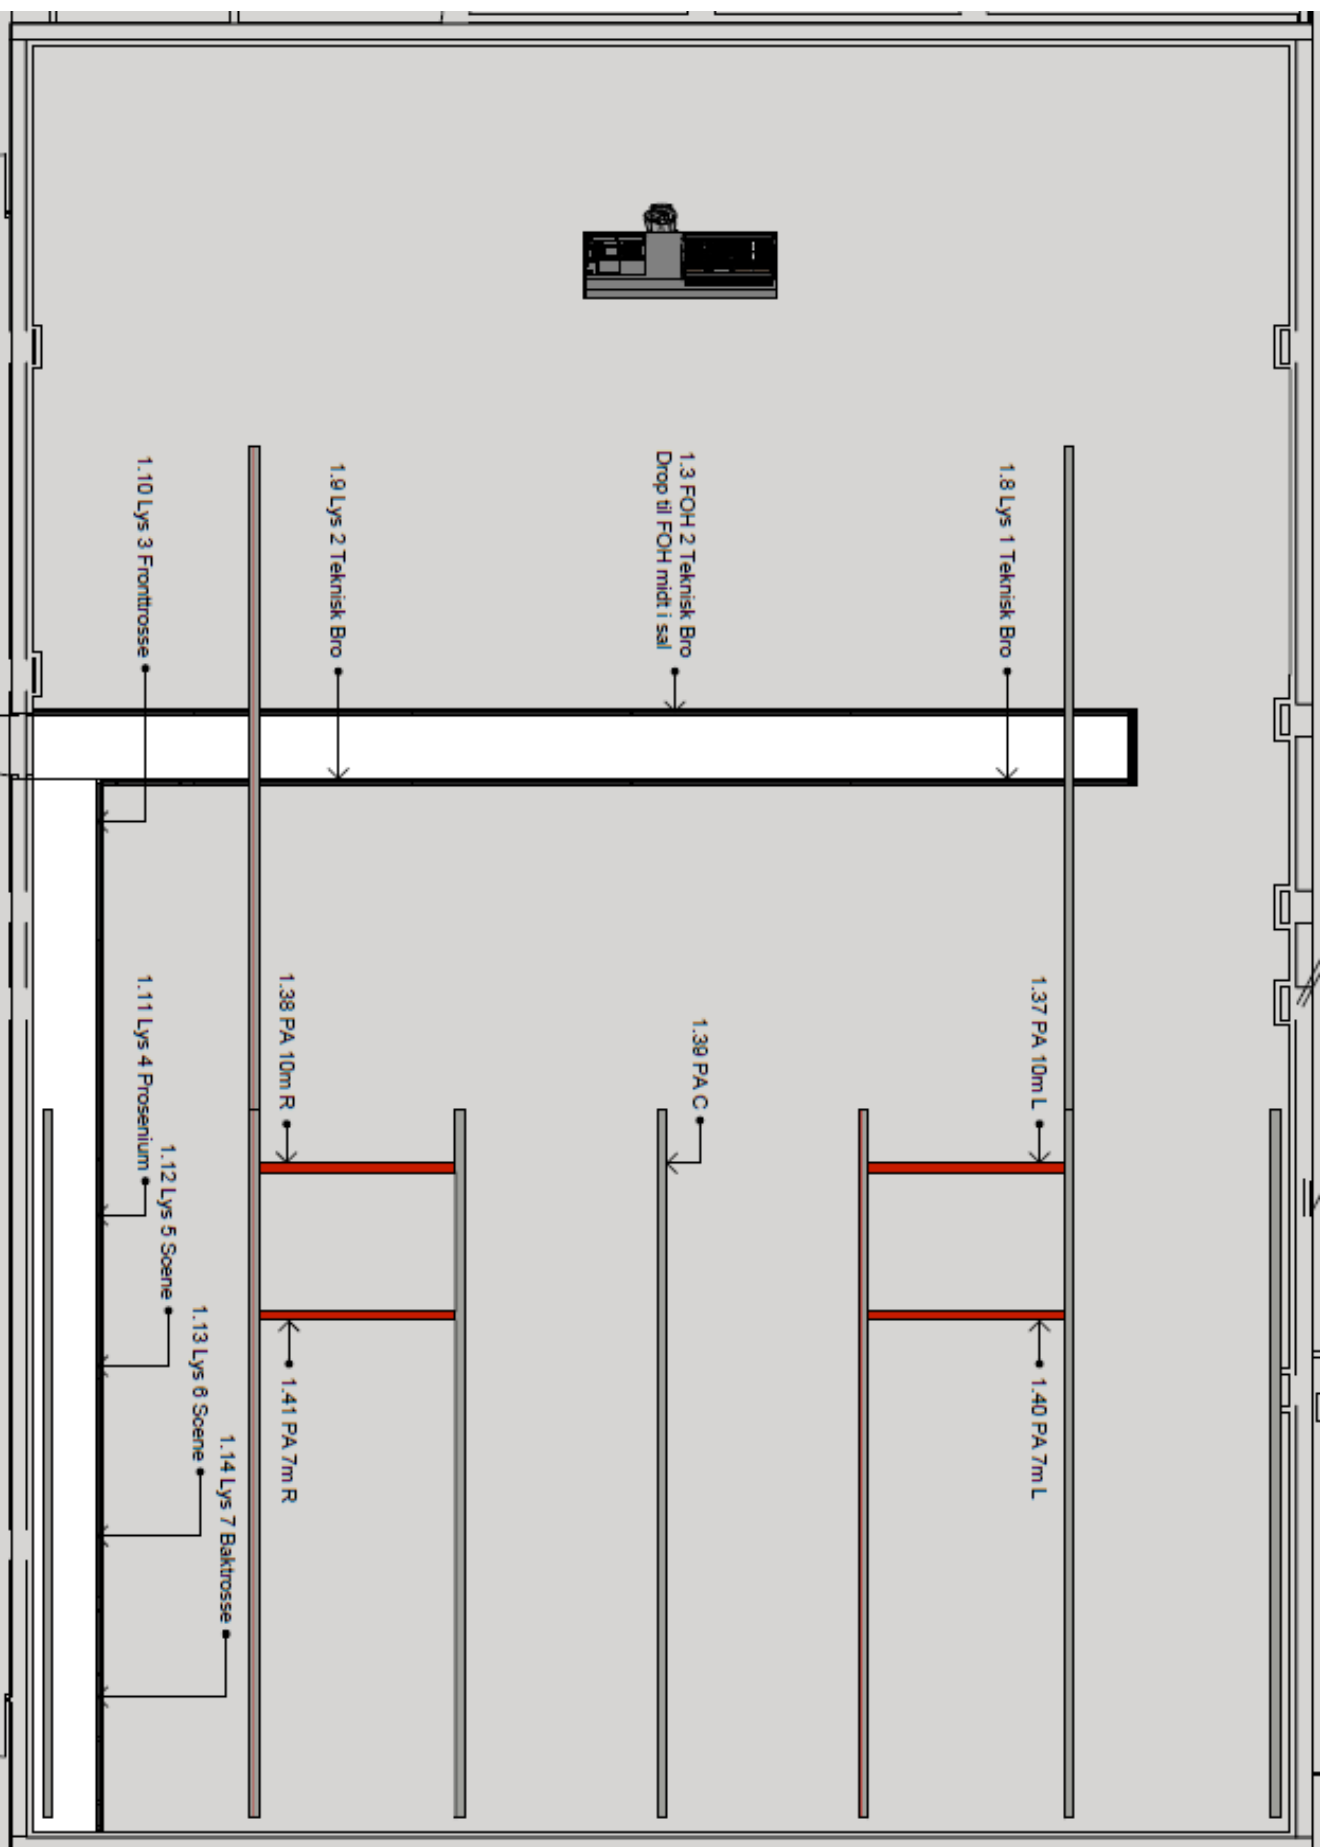 1.8 Lys 1 Teknisk Bro
1.3 FOH 2 Teknisk Bro
Drop til FOH midt i sal
1.9 Lys 2 Teknisk Bro
1.10 Lys 3 Fronttrosse
1.37 PA 10m L
1.39 PA C
1.38 PA 10m R
1.11 Lys 4 Prosenium
1.12 Lys 5 Scene
1.13 Lys 6 Scene
1.40 PA 7m L
1.41 PA 7m R
1.14 Lys 7 Baktrosse